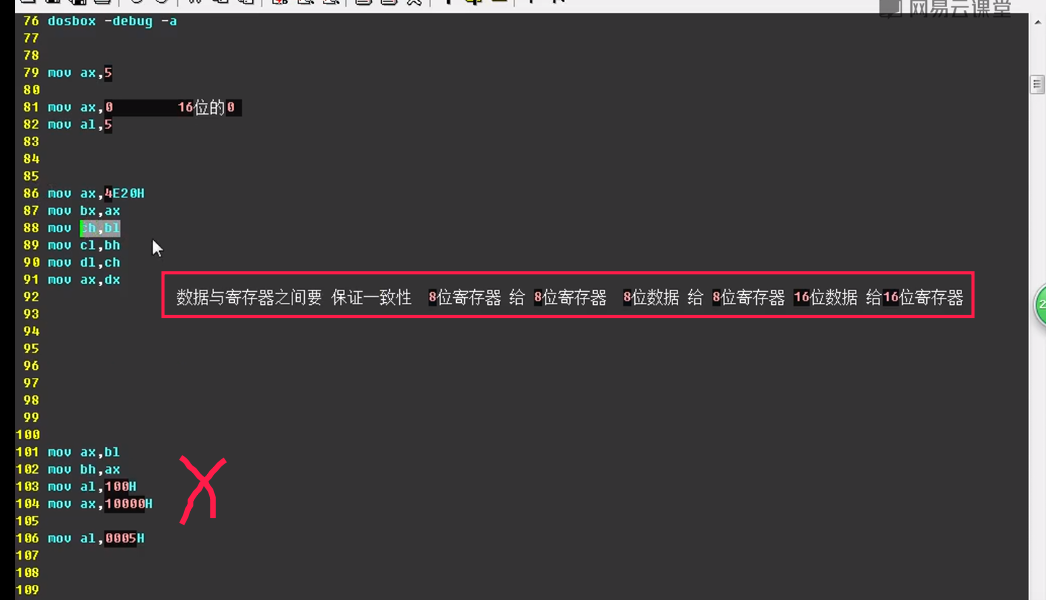 网易云课堂
76 dosbox -debug -a
77
78
79 mov ax,5
80
81 mov ax,0 16位的0
82 mov al,5
83
84
85
86 mov ax,4E20H
87 mov bx,ax
88 mov ch,bl
89 mov cl,bh
90 mov dl,ch
91 mov ax,dx
92 数据与寄存器之间要 保证一致性 8位寄存器 给 8位寄存器 8位数据 给 8位寄存器 16位数据 给16位寄存器
93
94
95
96
97
98
99
100
101 mov ax,bl
102 mov bh,ax
103 mov al,100H
104 mov ax,10000H
105
106 mov al,0005H
107
108
109